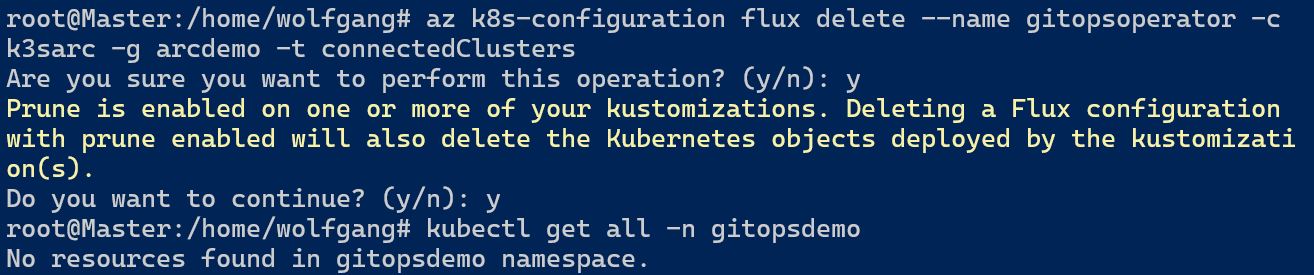 root@Master:/home/wolfgang# az k8s-configuration flux delete --name gitopsoperator -c
k3sarc -g arcdemo -t connectedClusters
Are you sure you want to perform this operation? (y/n): y
Prune is enabled on one or more of your kustomizations. Deleting a Flux configuration
with prune enabled will also delete the Kubernetes objects deployed by the kustomizati
on(s).
Do you want to continue? (y/n): y
root@Master:/home/wolfgang# kubectl get all -n gitopsdemo
No resources found in gitopsdemo namespace.